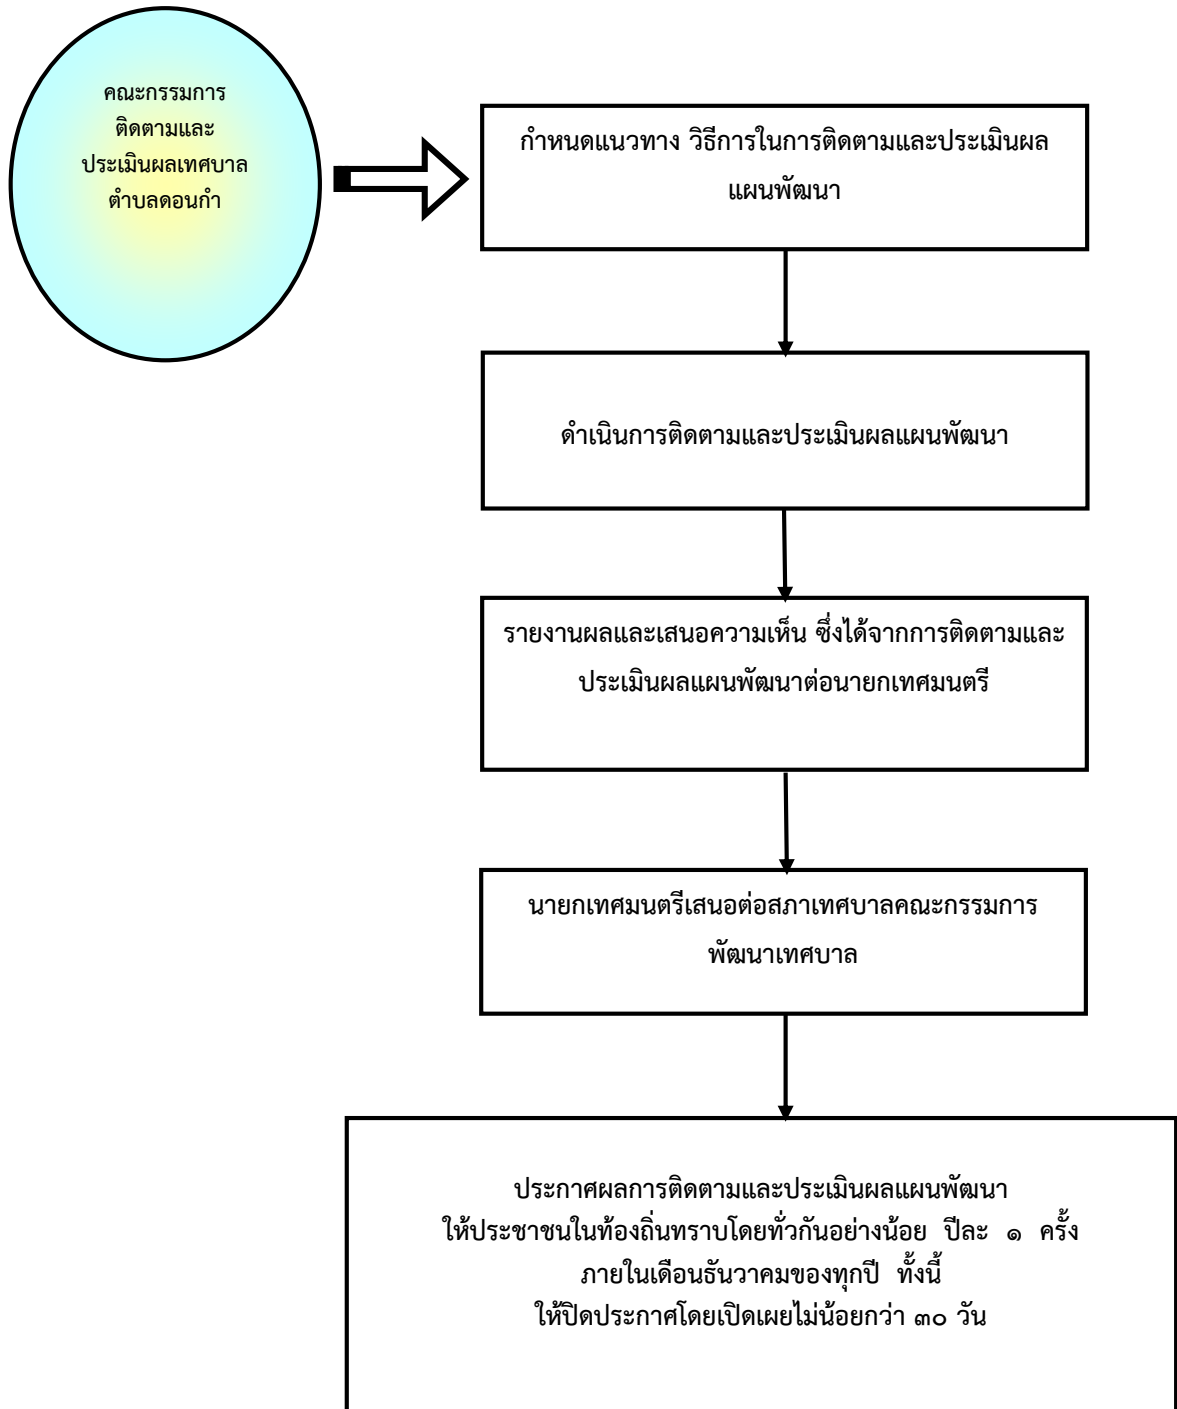 คณะกรรมการ
ติดตามและ
ประเมินผลเทศบาล
ตำบลดอนกำ
กำหนดแนวทาง วิธีการในการติดตามและประเมินผล
แผนพัฒนา
ดำเนินการติดตามและประเมินผลแผนพัฒนา
รายงานผลและเสนอความเห็น ซึ่งได้จากการติดตามและ
ประเมินผลแผนพัฒนาต่อนายกเทศมนตรี
นายกเทศมนตรีเสนอต่อสภาเทศบาลคณะกรรมการ
พัฒนาเทศบาล
ประกาศผลการติดตามและประเมินผลแผนพัฒนา
ให้ประชาชนในท้องถิ่นทราบโดยทั่วกันอย่างน้อย ปีละ ๑ ครั้ง
ภายในเดือนธันวาคมของทุกปี ทั้งนี้
ให้ปิดประกาศโดยเปิดเผยไม่น้อยกว่า ๓๐ วัน